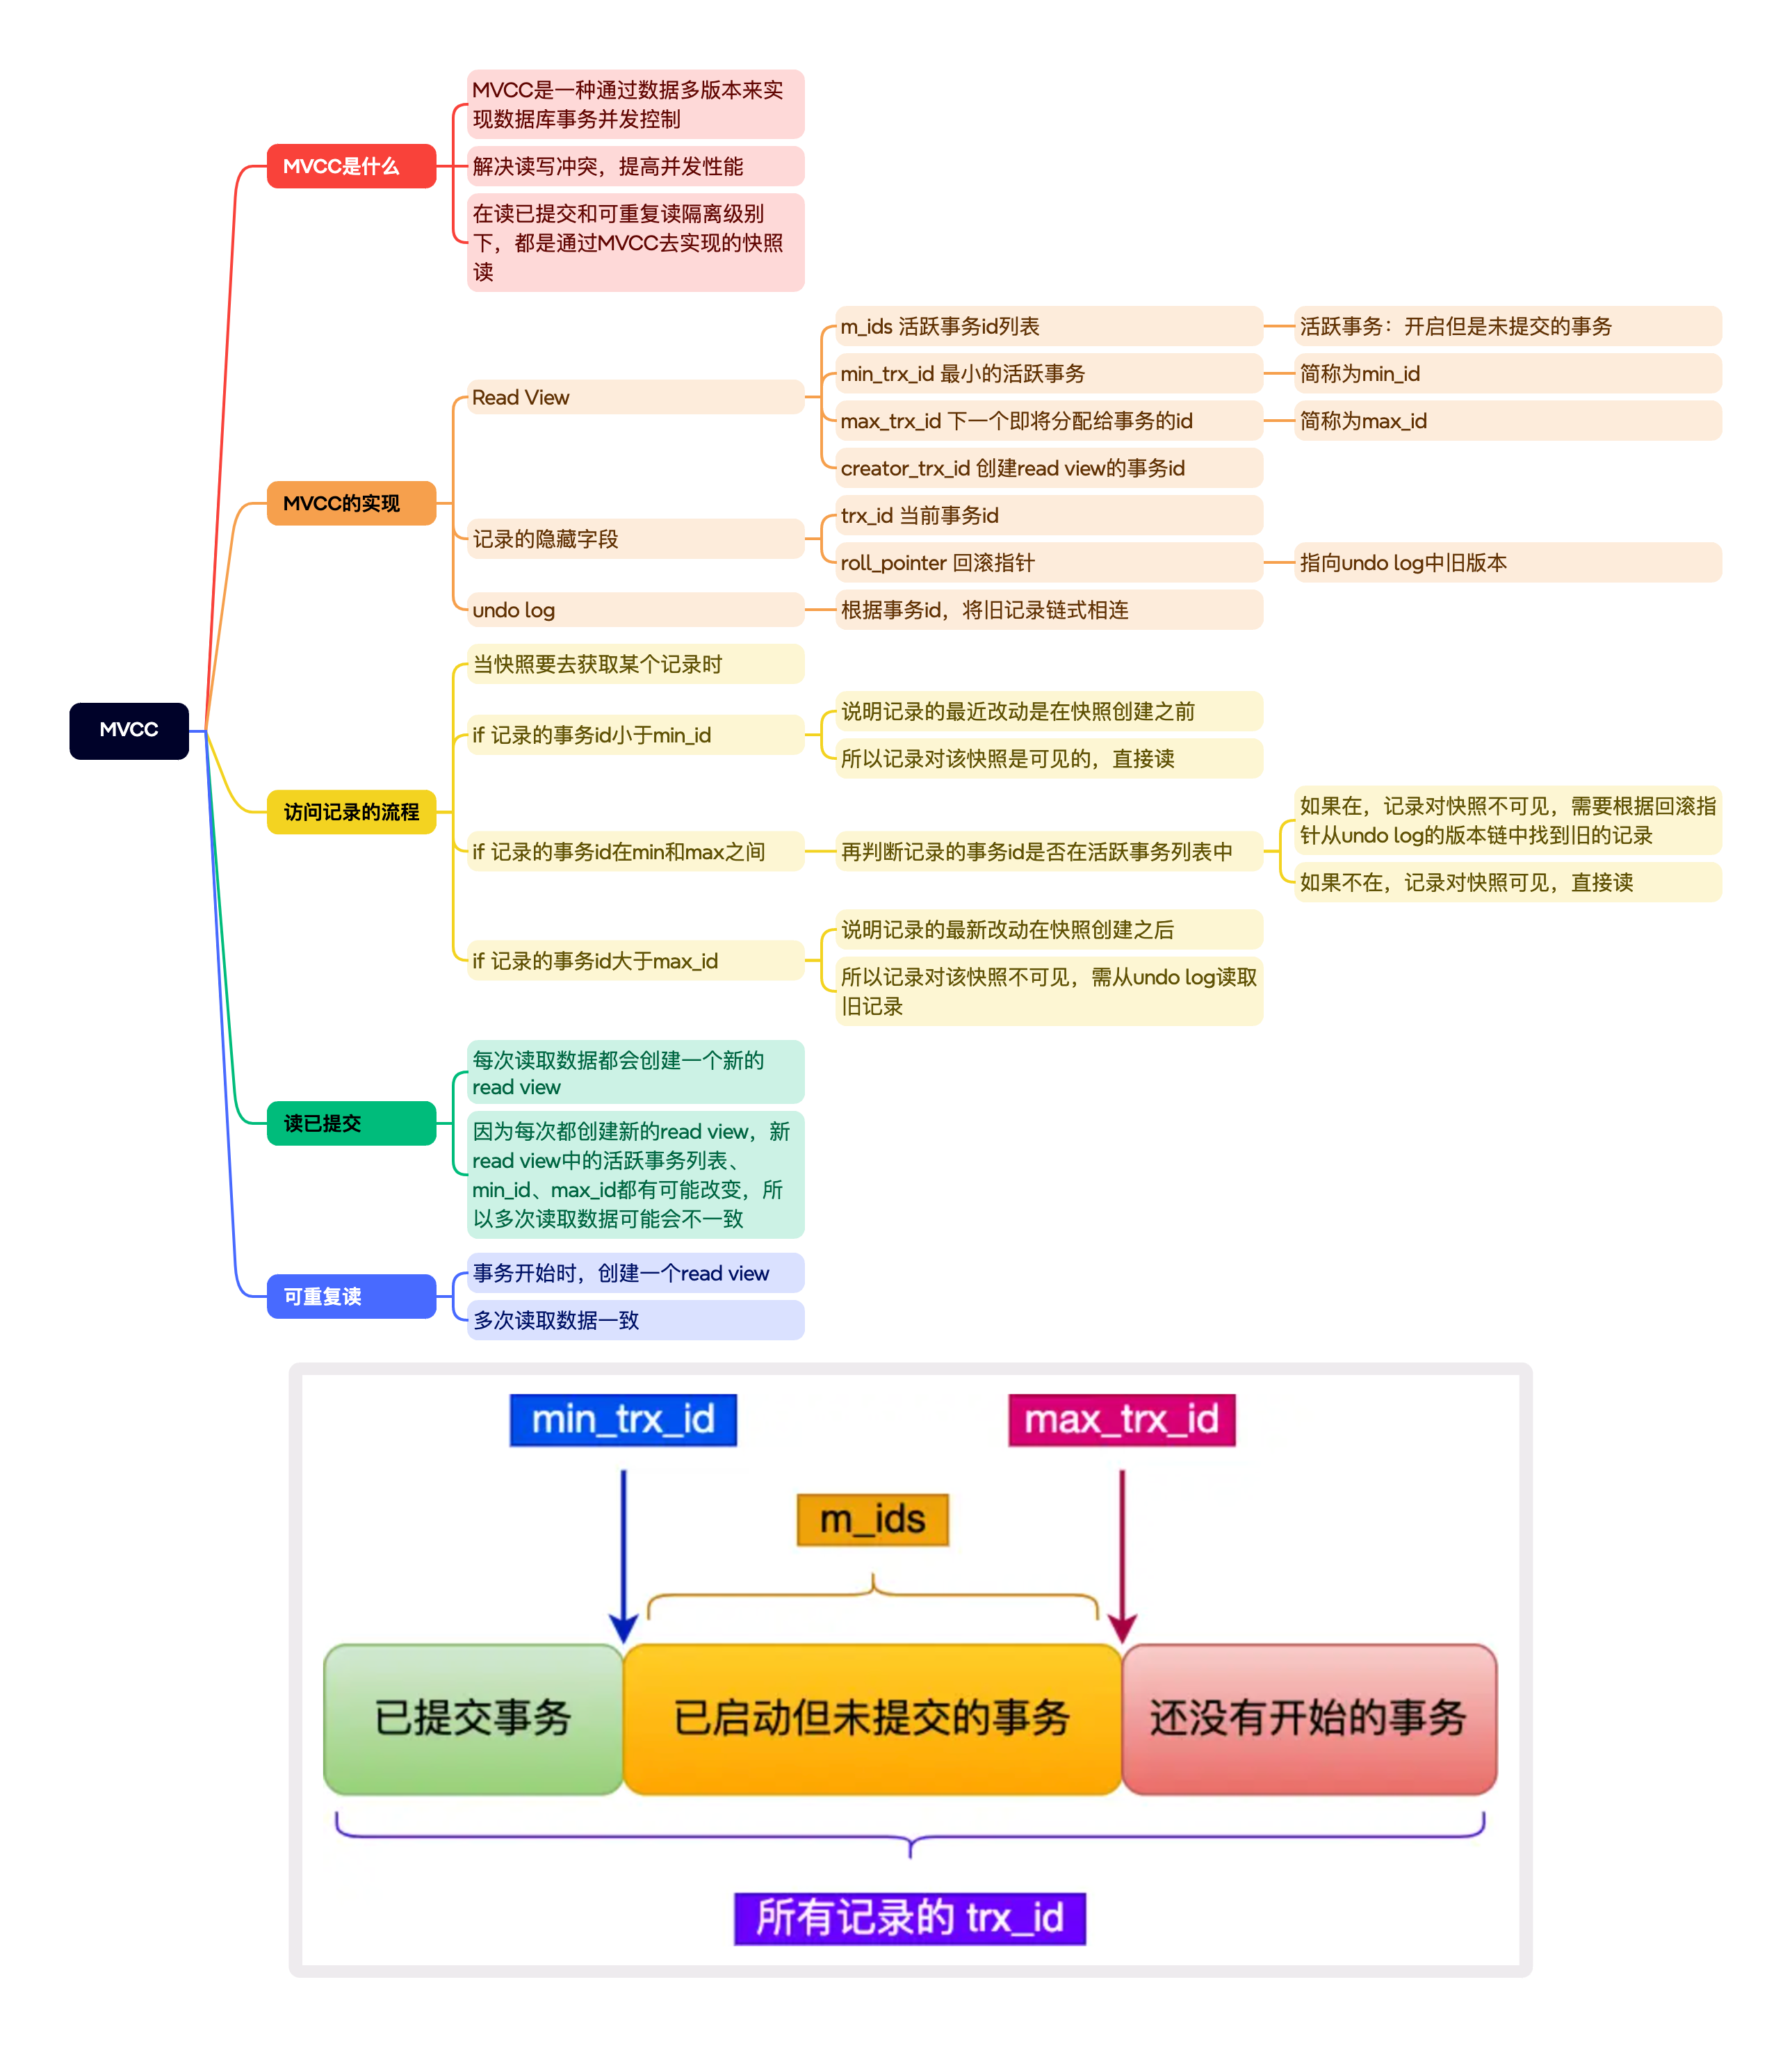 MVCC
MVCC是什么
MVCC是一种通过数据多版本来实
现数据库事务并发控制
解决读写冲突，提高并发性能
在读已提交和可重复读隔离级别
下，都是通过MVCC去实现的快照
读
MVCC的实现
Read View
m_ids 活跃事务id列表
活跃事务：开启但是未提交的事务
min_trx_id 最小的活跃事务
简称为min_id
max_trx_id 下一个即将分配给事务的id
简称为max_id
creator_trx_id 创建read view的事务id
记录的隐藏字段
trx_id 当前事务id
roll_pointer 回滚指针
指向undo log中旧版本
undo log
根据事务id，将旧记录链式相连
访问记录的流程
当快照要去获取某个记录时
if 记录的事务id小于min_id
说明记录的最近改动是在快照创建之前
所以记录对该快照是可见的，直接读
if 记录的事务id在min和max之间
再判断记录的事务id是否在活跃事务列表中
如果在，记录对快照不可见，需要根据回滚指
针从undo log的版本链中找到旧的记录
如果不在，记录对快照可见，直接读
if 记录的事务id大于max_id
说明记录的最新改动在快照创建之后
所以记录对该快照不可见，需从undo log读取
旧记录
读已提交
每次读取数据都会创建一个新的
read view
因为每次都创建新的read view，新
read view中的活跃事务列表、
min_id、max_id都有可能改变，所
以多次读取数据可能会不一致
可重复读
事务开始时，创建一个read view
多次读取数据一致
min_trx_id
max_trx_id
m_ids
已提交事务
已启动但未提交的事务
还没有开始的事务
所有记录的 trx_id